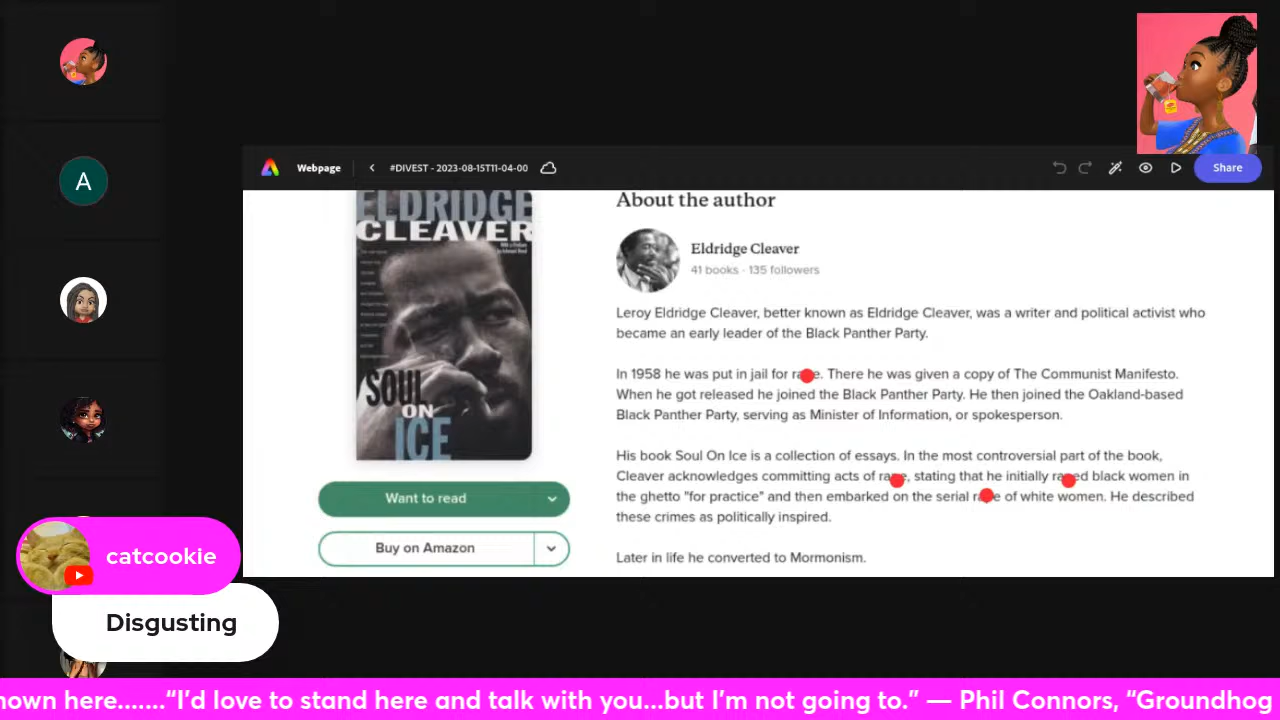 Webpage
#DIVEST - 2023-08-15T11-04-00
Share
ELDRIDGE
CLEAVER
SOUL
ON
ICE
Want to read
Buy on Amazon
About the author
Eldridge Cleaver
41 books · 135 followers
Leroy Eldridge Cleaver, better known as Eldridge Cleaver, was a writer and political activist who
became an early leader of the Black Panther Party.
In 1958 he was put in jail for rape. There he was given a copy of The Communist Manifesto.
When he got released he joined the Black Panther Party. He then joined the Oakland-based
Black Panther Party, serving as Minister of Information, or spokesperson.
His book Soul On Ice is a collection of essays. In the most controversial part of the book,
Cleaver acknowledges committing acts of rape, stating that he initially raped black women in
the ghetto "for practice" and then embarked on the serial rape of white women. He described
these crimes as politically inspired.
Later in life he converted to Mormonism.
A
catcookie
Disgusting
hown here.......“I’d love to stand here and talk with you...but I’m not going to.” — Phil Connors, “Groundhog